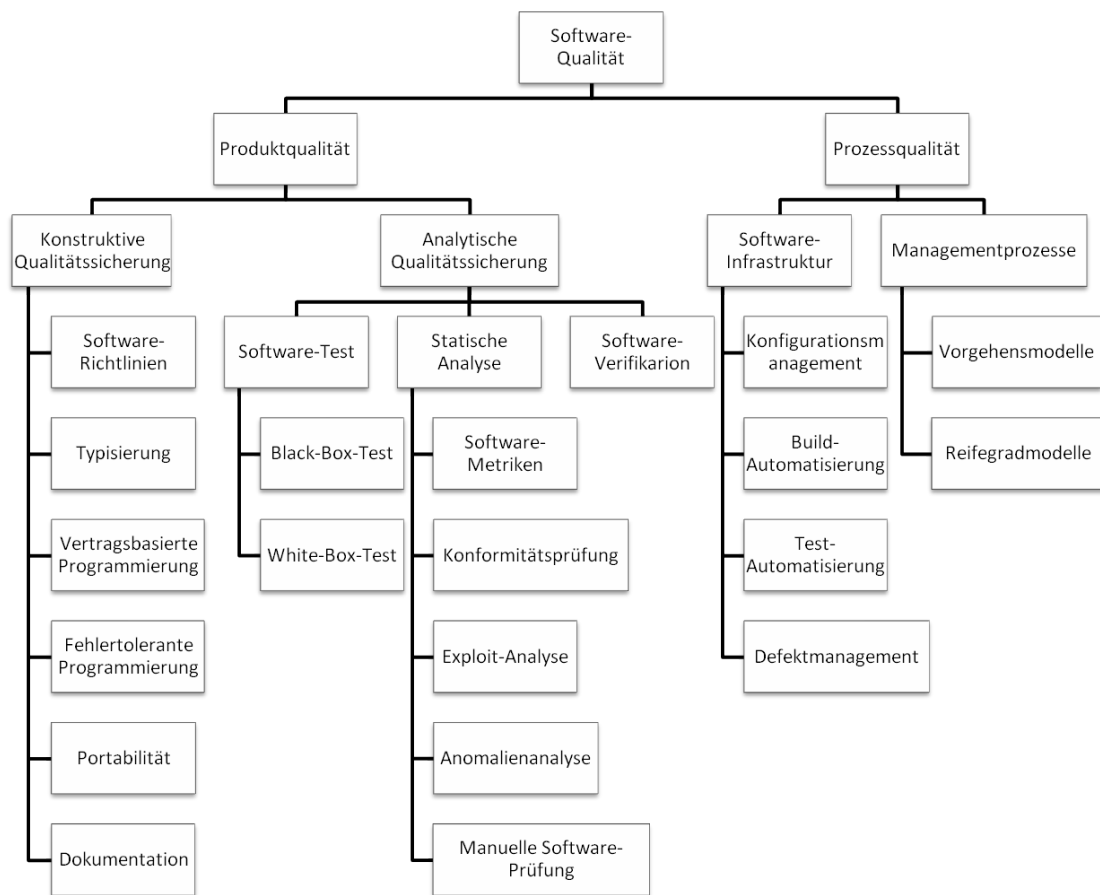 Software-
Qualität
Produktqualität
Prozessqualität
Konstruktive
Qualitätssicherung
Analytische
Qualitätssicherung
Software-
Infrastruktur
Managementprozesse
Software-
Richtlinien
Typisierung
Vertragsbasierte
Programmierung
Fehlertolerante
Programmierung
Portabilität
Dokumentation
Software-Test
Black-Box-Test
White-Box-Test
Statische
Analyse
Software-
Metriken
Konformitätsprüfung
Exploit-Analyse
Anomalienanalyse
Manuelle Software-
Prüfung
Software-
Verifikarion
Konfigurationsm
anagement
Build-
Automatisierung
Test-
Automatisierung
Defektmanagement
Vorgehensmodelle
Reifegradmodelle